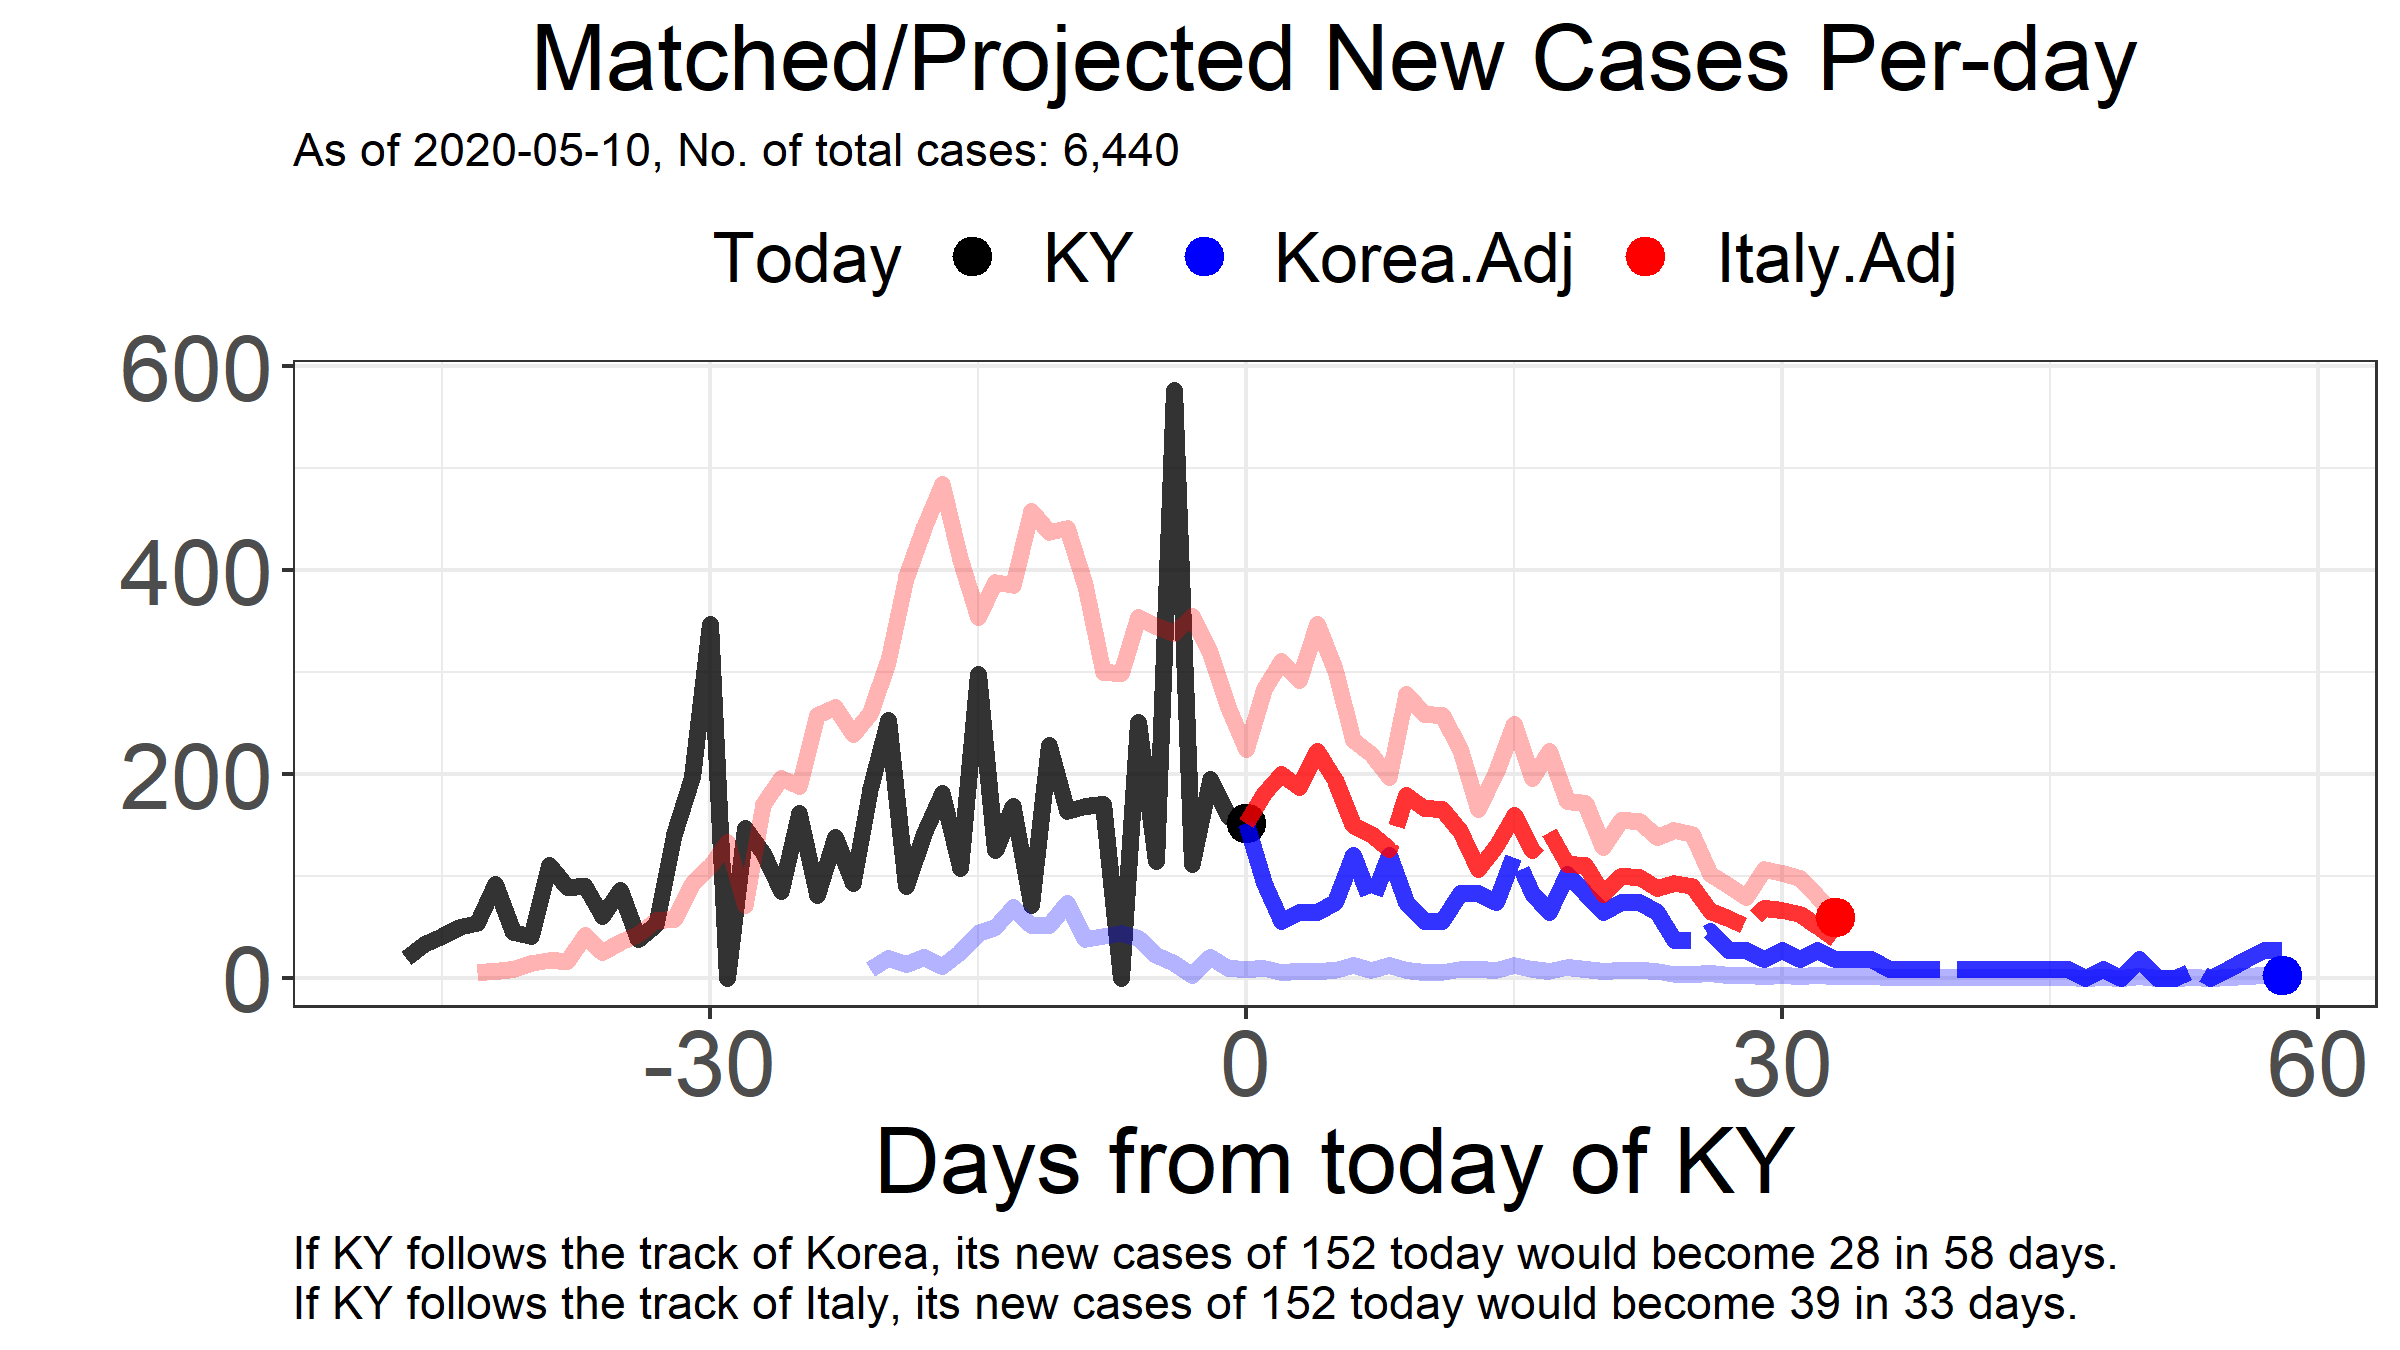 Matched/Projected New Cases Per-day
As of 2020-05-10, No. of total cases: 6,440
Today KY Korea.Adj Italy.Adj
600
400
200
0
-30 0 30 60
Days from today of KY
If KY follows the track of Korea, its new cases of 152 today would become 28 in 58 days.
If KY follows the track of Italy, its new cases of 152 today would become 39 in 33 days.